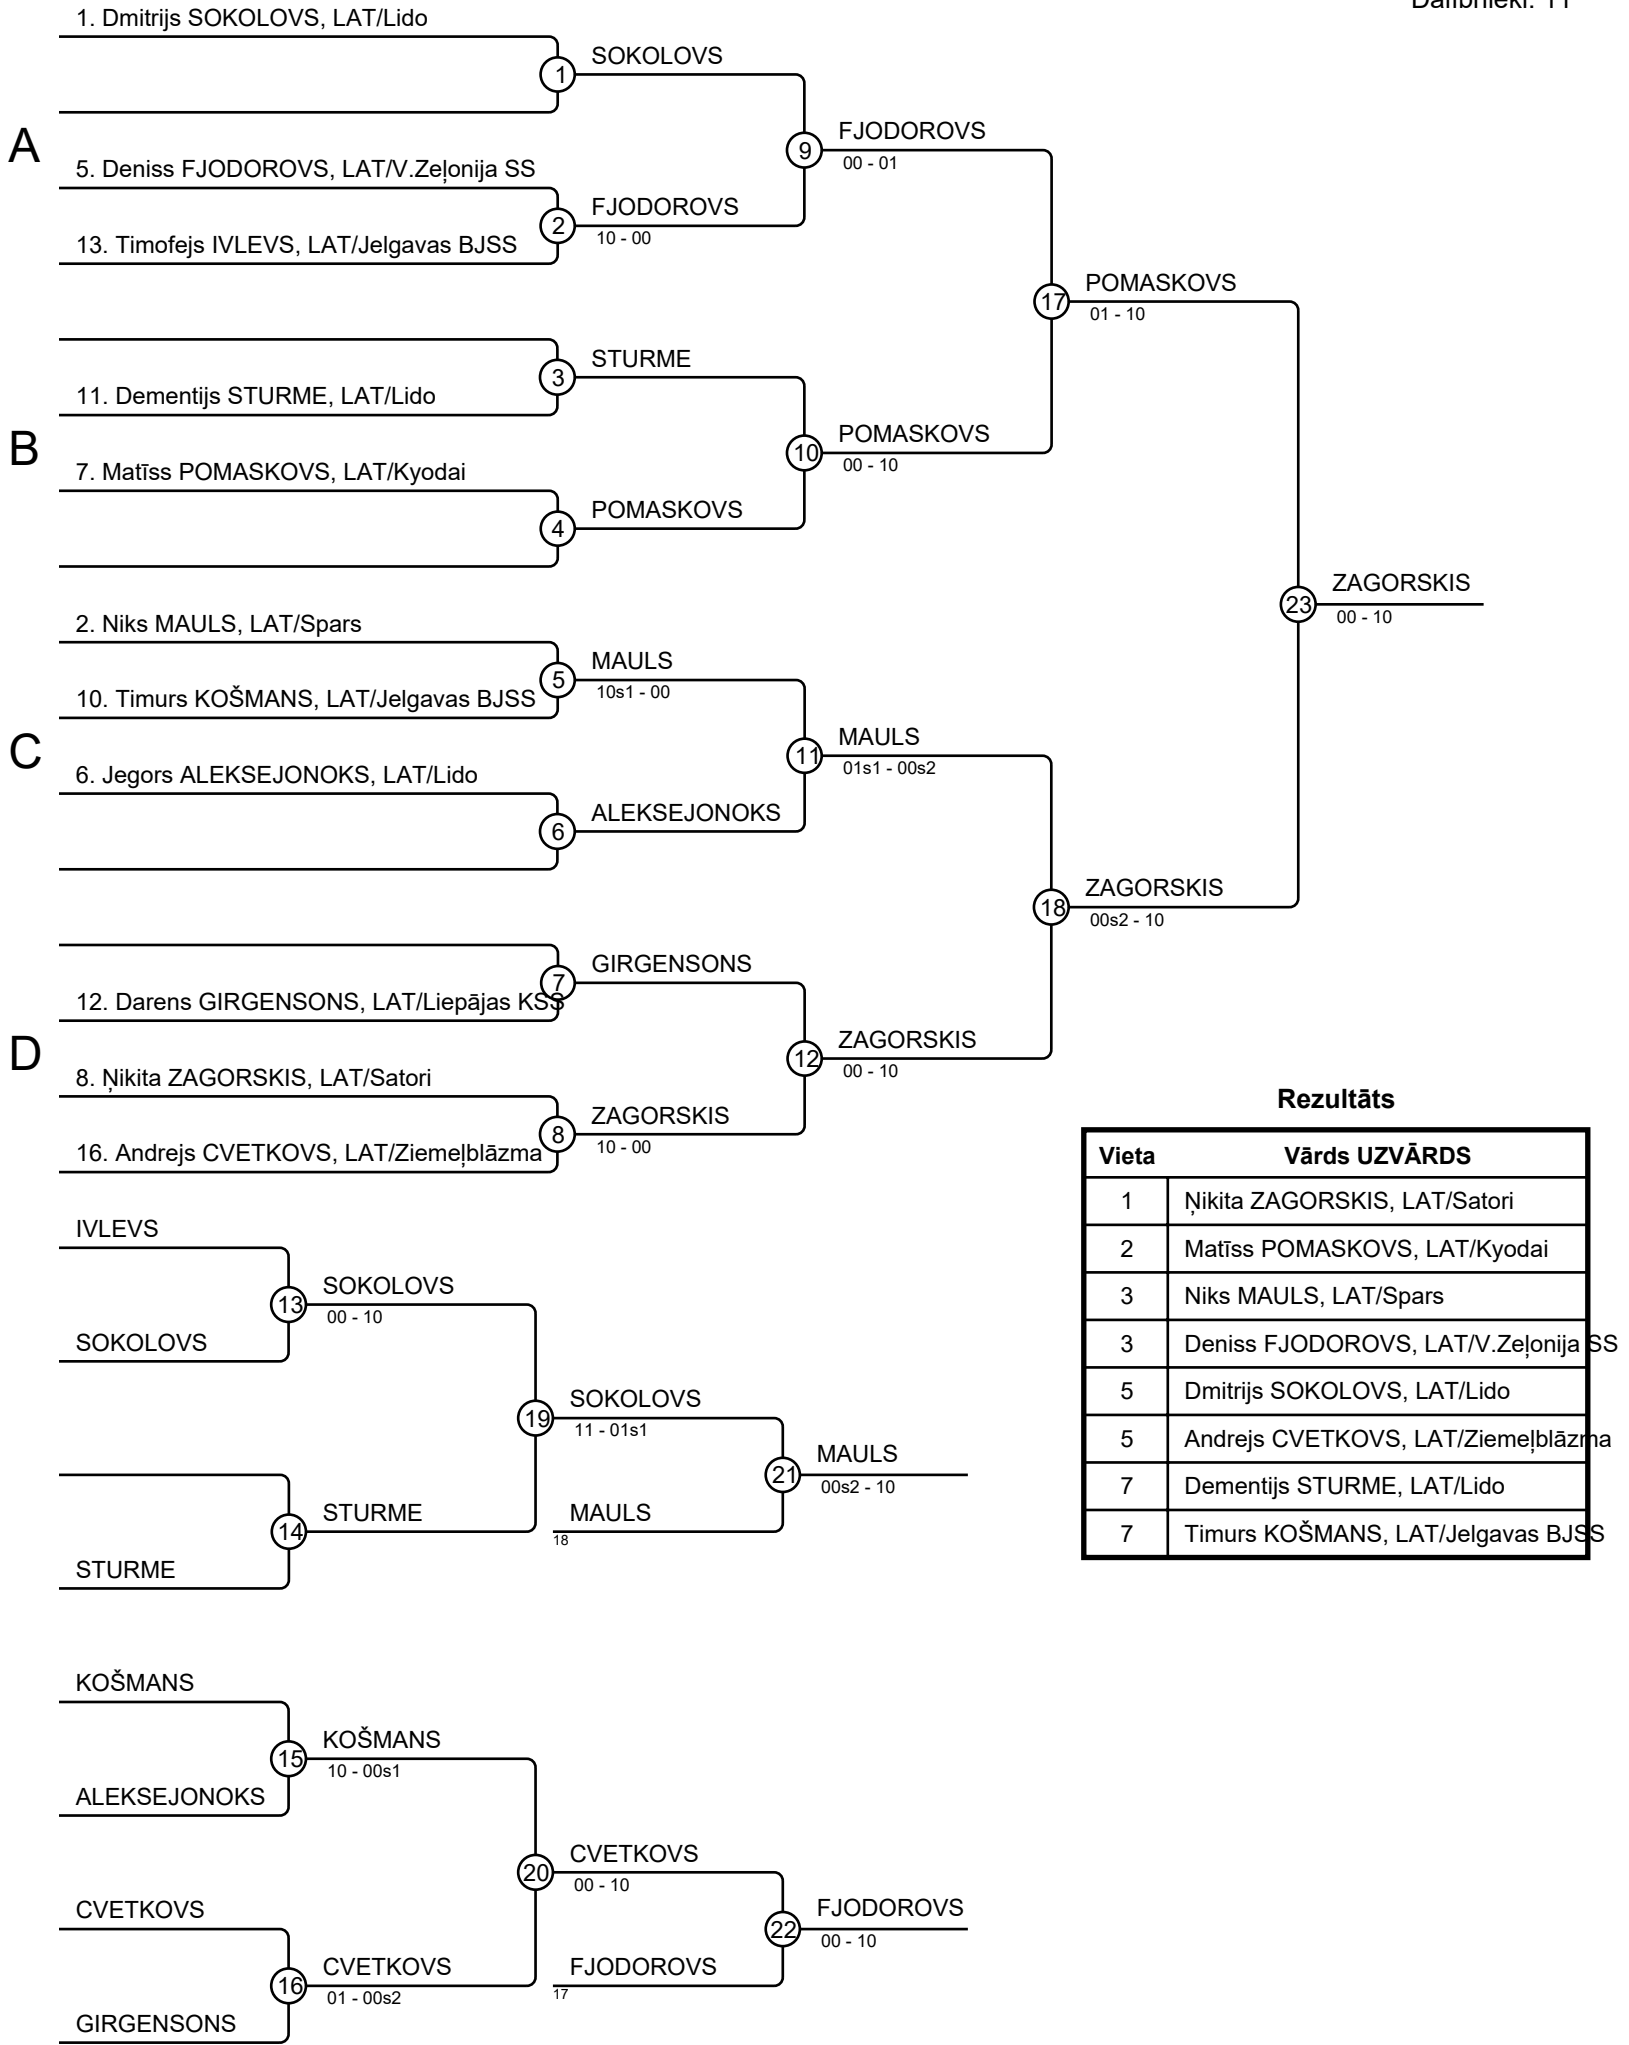 Dalībnieki: 11
1. Dmitrijs SOKOLOVS, LAT/Lido
1
SOKOLOVS
A
9
FJODOROVS
00 - 01
5. Deniss FJODOROVS, LAT/V.Zeļonija SS
2
FJODOROVS
10 - 00
13. Timofejs IVLEVS, LAT/Jelgavas BJSS
17
POMASKOVS
01 - 10
3
STURME
11. Dementijs STURME, LAT/Lido
B
10
POMASKOVS
00 - 10
7. Matīss POMASKOVS, LAT/Kyodai
4
POMASKOVS
23
ZAGORSKIS
00 - 10
2. Niks MAULS, LAT/Spars
5
MAULS
10s1 - 00
10. Timurs KOŠMANS, LAT/Jelgavas BJSS
C
11
MAULS
01s1 - 00s2
6. Jegors ALEKSEJONOKS, LAT/Lido
6
ALEKSEJONOKS
18
ZAGORSKIS
00s2 - 10
7
GIRGENSONS
12. Darens GIRGENSONS, LAT/Liepājas KSS
D
12
ZAGORSKIS
00 - 10
8. Ņikita ZAGORSKIS, LAT/Satori
8
ZAGORSKIS
10 - 00
16. Andrejs CVETKOVS, LAT/Ziemeļblāzma
Rezultāts
Vieta Vārds UZVĀRDS
1 Ņikita ZAGORSKIS, LAT/Satori
2 Matīss POMASKOVS, LAT/Kyodai
3 Niks MAULS, LAT/Spars
3 Deniss FJODOROVS, LAT/V.Zeļonija SS
5 Dmitrijs SOKOLOVS, LAT/Lido
5 Andrejs CVETKOVS, LAT/Ziemeļblāzma
7 Dementijs STURME, LAT/Lido
7 Timurs KOŠMANS, LAT/Jelgavas BJSS
IVLEVS
13
SOKOLOVS
00 - 10
SOKOLOVS
19
SOKOLOVS
11 - 01s1
21
MAULS
00s2 - 10
14
STURME
MAULS
18
STURME
KOŠMANS
15
KOŠMANS
10 - 00s1
ALEKSEJONOKS
20
CVETKOVS
00 - 10
CVETKOVS
22
FJODOROVS
00 - 10
16
CVETKOVS
01 - 00s2
FJODOROVS
17
GIRGENSONS